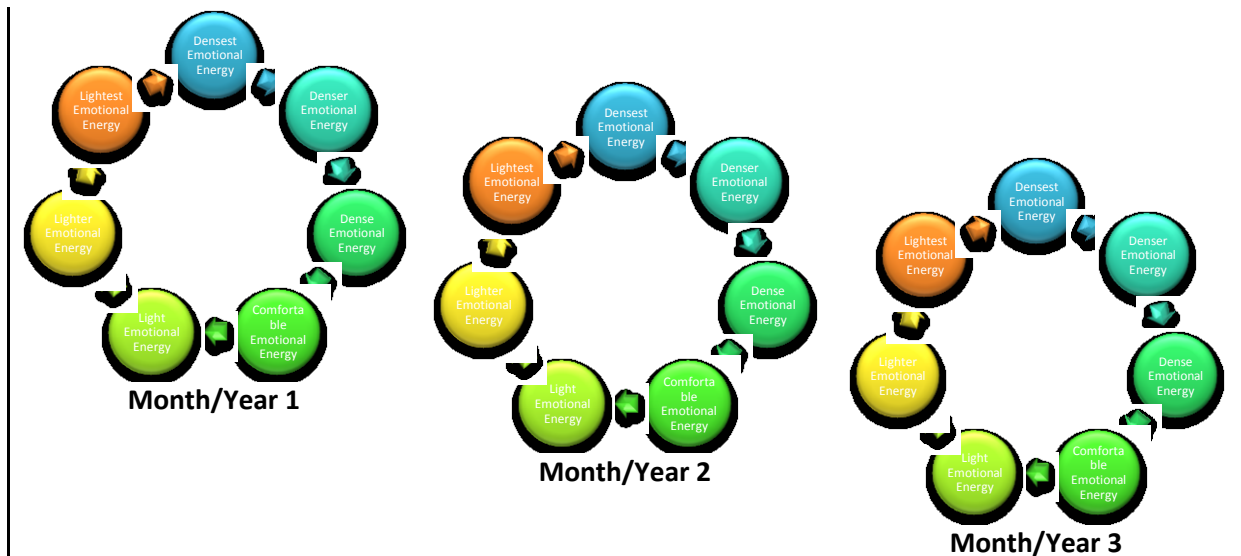 Densest
Emotional
Energy
Denser
Emotional
Energy
Dense
Emotional
Energy
Comforta
ble
Emotional
Energy
Light
Emotional
Energy
Lighter
Emotional
Energy
Lightest
Emotional
Energy
Month/Year 1
Densest
Emotional
Energy
Denser
Emotional
Energy
Dense
Emotional
Energy
Comforta
ble
Emotional
Energy
Light
Emotional
Energy
Lighter
Emotional
Energy
Lightest
Emotional
Energy
Month/Year 2
Densest
Emotional
Energy
Denser
Emotional
Energy
Dense
Emotional
Energy
Comforta
ble
Emotional
Energy
Light
Emotional
Energy
Lighter
Emotional
Energy
Lightest
Emotional
Energy
Month/Year 3